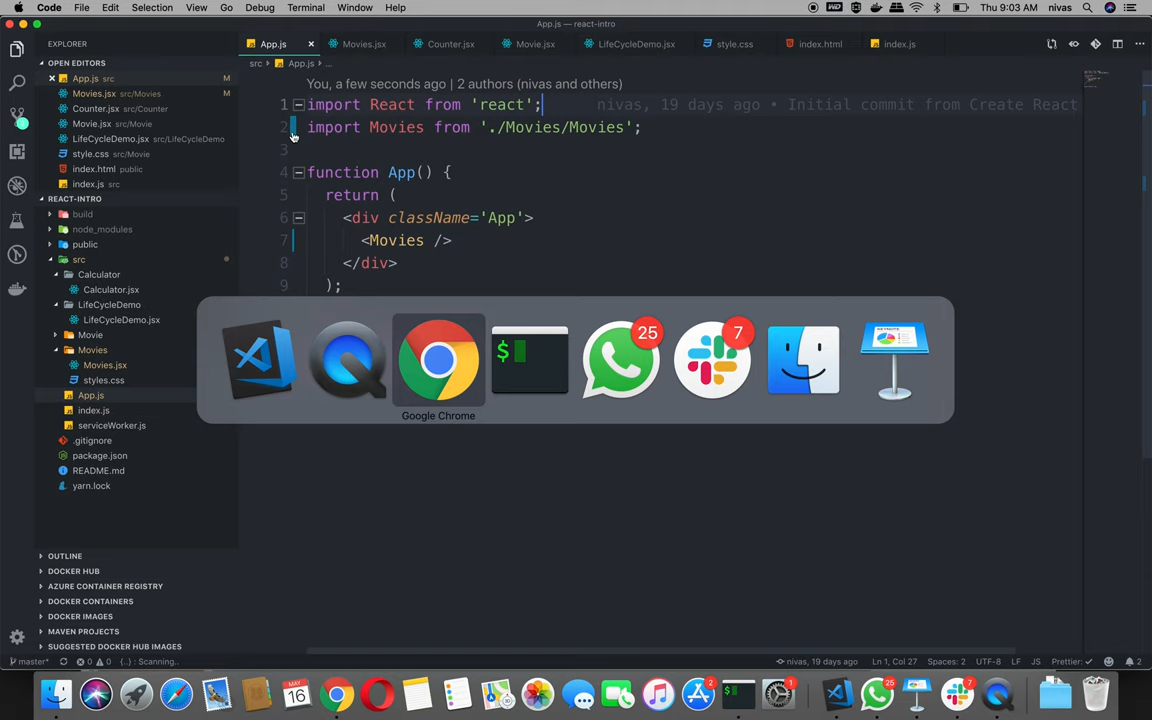 Code File Edit Selection View Go Debug Terminal Window Help Thu 9:03 AM nivas
App.js — react-intro
EXPLORER
App.js Movies.jsx Counter.jsx Movie.jsx LifeCycleDemo.jsx style.css index.html index.js
OPEN EDITORS
src › App.js › ...
App.js src M
Movies.jsx src/Movies M
Counter.jsx src/Counter
Movie.jsx src/Movie
LifeCycleDemo.jsx src/LifeCycle
style.css src/Movie
index.html public
index.js src
REACT-INTRO
build
node_modules
public
src
Calculator
Calculator.jsx
LifeCycleDemo
LifeCycleDemo.jsx
Movie
Movies
Movies.jsx
styles.css
App.js
index.js
serviceWorker.js
.gitignore
package.json
README.md
yarn.lock
OUTLINE
DOCKER HUB
AZURE CONTAINER REGISTRY
DOCKER CONTAINERS
DOCKER IMAGES
MAVEN PROJECTS
SUGGESTED DOCKER HUB IMAGES
You, a few seconds ago | 2 authors (nivas and others)
1 import React from 'react'; nivas, 19 days ago • Initial commit from Create React
2 import Movies from './Movies/Movies';
3
4 function App() {
5 return (
6 <div className='App'>
7 <Movies />
8 </div>
9 );
$
25
7
Google Chrome
master* 0 0 {..} : Scanning.. nivas, 19 days ago Ln 1, Col 27 Spaces: 2 UTF-8 LF JS Prettier: ✓ 2
MAY
16
2
$
1
25
7